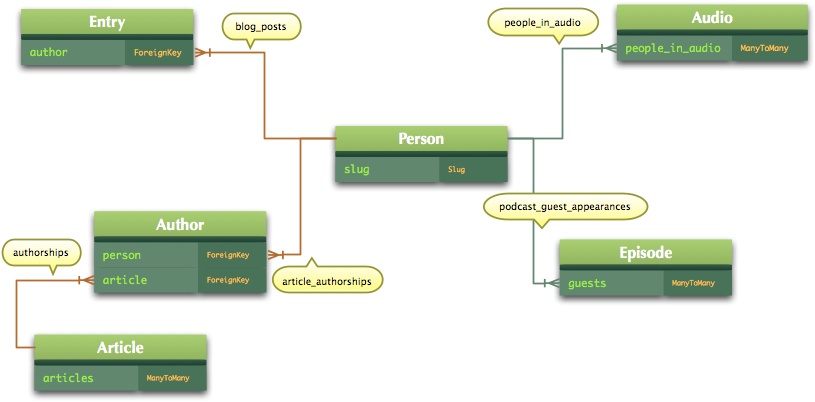 Entry
author ForeignKey
blog_posts
people_in_audio
Audio
people_in_audio ManyToMany
Person
slug Slug
podcast_guest_appearances
Author
person ForeignKey
article ForeignKey
authorships
article_authorships
Episode
guests ManyToMany
Article
articles ManyToMany